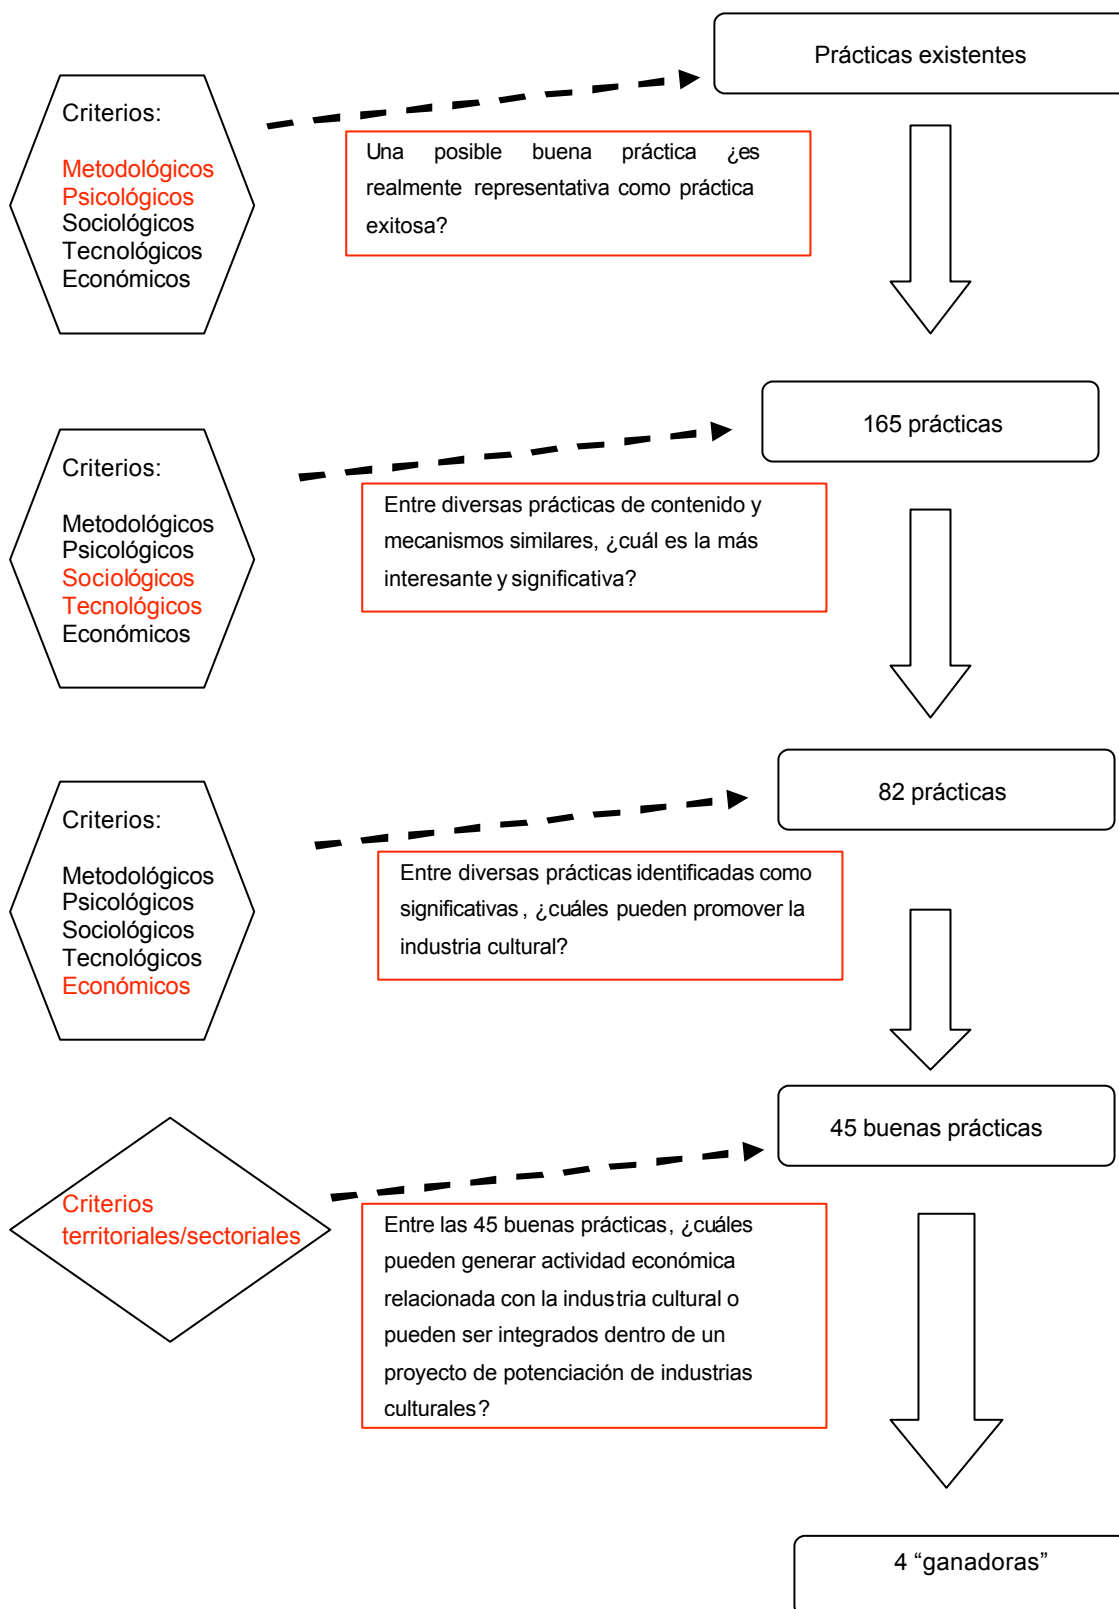 Prácticas existentes
Criterios:
Metodológicos
Psicológicos
Sociológicos
Tecnológicos
Económicos
Una posible buena práctica ¿es
realmente representativa como práctica
exitosa?
165 prácticas
Criterios:
Metodológicos
Psicológicos
Sociológicos
Tecnológicos
Económicos
Entre diversas prácticas de contenido y
mecanismos similares, ¿cuál es la más
interesante y significativa?
82 prácticas
Criterios:
Metodológicos
Psicológicos
Sociológicos
Tecnológicos
Económicos
Entre diversas prácticas identificadas como
significativas, ¿cuáles pueden promover la
industria cultural?
45 buenas prácticas
Criterios
territoriales/sectoriales
Entre las 45 buenas prácticas, ¿cuáles
pueden generar actividad económica
relacionada con la industria cultural o
pueden ser integrados dentro de un
proyecto de potenciación de industrias
culturales?
4 “ganadoras”